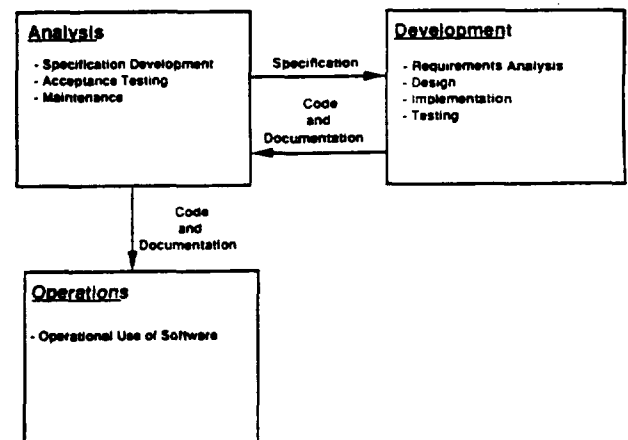 Analysis
- Specification Development
- Acceptance Testing
- Maintenance
Specification
Code
and
Documentation
Development
- Requirements Analysis
- Design
- Implementation
- Testing
Code
and
Documentation
Operations
- Operational Use of Software